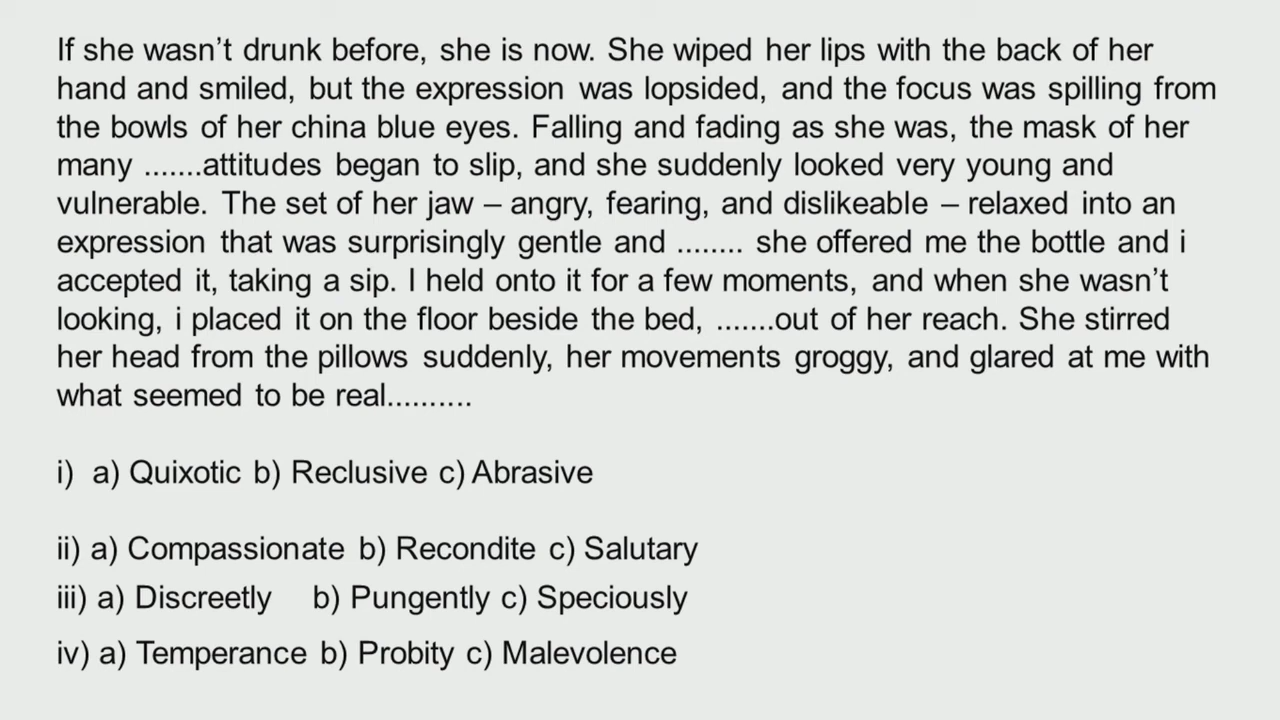 If she wasn’t drunk before, she is now. She wiped her lips with the back of her
hand and smiled, but the expression was lopsided, and the focus was spilling from
the bowls of her china blue eyes. Falling and fading as she was, the mask of her
many .......attitudes began to slip, and she suddenly looked very young and
vulnerable. The set of her jaw – angry, fearing, and dislikeable – relaxed into an
expression that was surprisingly gentle and ........ she offered me the bottle and i
accepted it, taking a sip. I held onto it for a few moments, and when she wasn’t
looking, i placed it on the floor beside the bed, .......out of her reach. She stirred
her head from the pillows suddenly, her movements groggy, and glared at me with
what seemed to be real..........
i) a) Quixotic b) Reclusive c) Abrasive
ii) a) Compassionate b) Recondite c) Salutary
iii) a) Discreetly b) Pungently c) Speciously
iv) a) Temperance b) Probity c) Malevolence